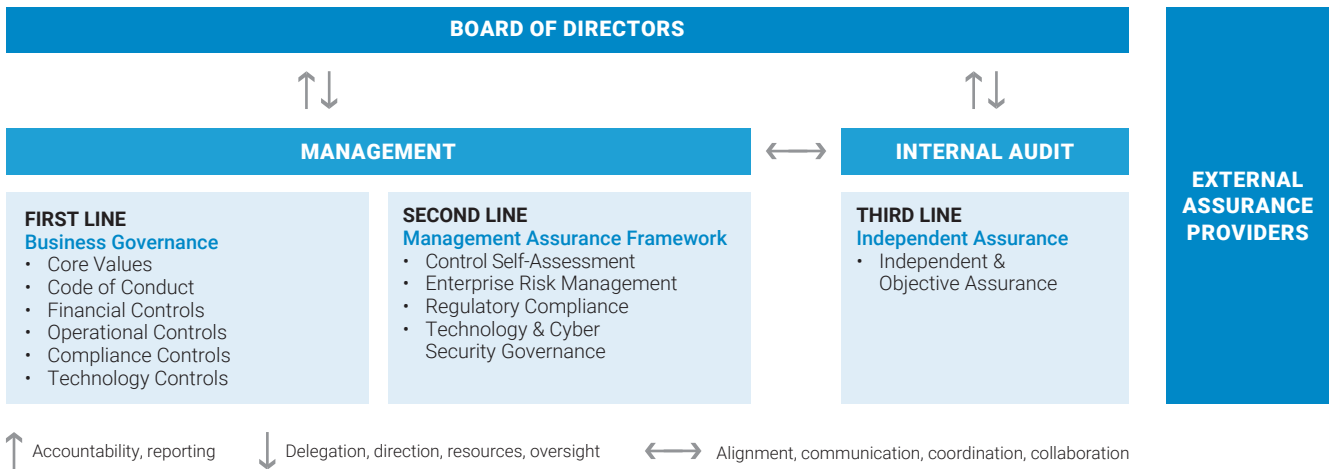 BOARD OF DIRECTORS
MANAGEMENT
INTERNAL AUDIT
EXTERNAL
ASSURANCE
PROVIDERS
FIRST LINE
Business Governance
• Core Values
• Code of Conduct
• Financial Controls
• Operational Controls
• Compliance Controls
• Technology Controls
SECOND LINE
Management Assurance Framework
• Control Self-Assessment
• Enterprise Risk Management
• Regulatory Compliance
• Technology & Cyber
Security Governance
THIRD LINE
Independent Assurance
• Independent &
Objective Assurance
Accountability, reporting
Delegation, direction, resources, oversight
Alignment, communication, coordination, collaboration